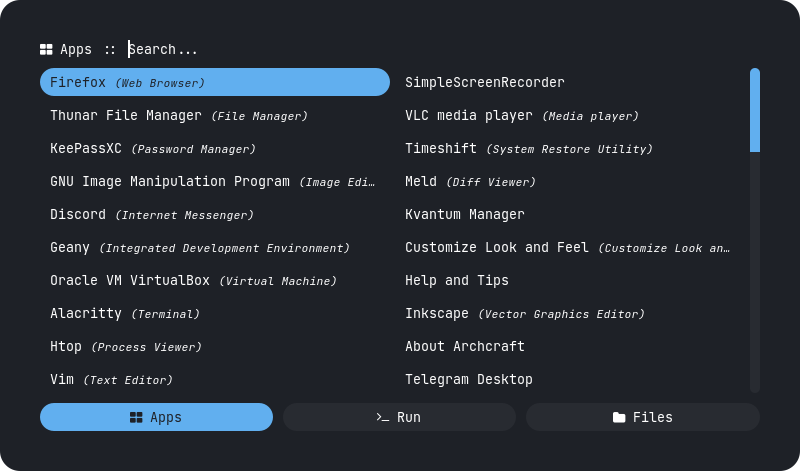 Apps :: Search...
Firefox (Web Browser)
Thunar File Manager (File Manager)
KeePassXC (Password Manager)
GNU Image Manipulation Program (Image Edi…
Discord (Internet Messenger)
Geany (Integrated Development Environment)
Oracle VM VirtualBox (Virtual Machine)
Alacritty (Terminal)
Htop (Process Viewer)
Vim (Text Editor)
SimpleScreenRecorder
VLC media player (Media player)
Timeshift (System Restore Utility)
Meld (Diff Viewer)
Kvantum Manager
Customize Look and Feel (Customize Look an…
Help and Tips
Inkscape (Vector Graphics Editor)
About Archcraft
Telegram Desktop
Apps
Run
Files